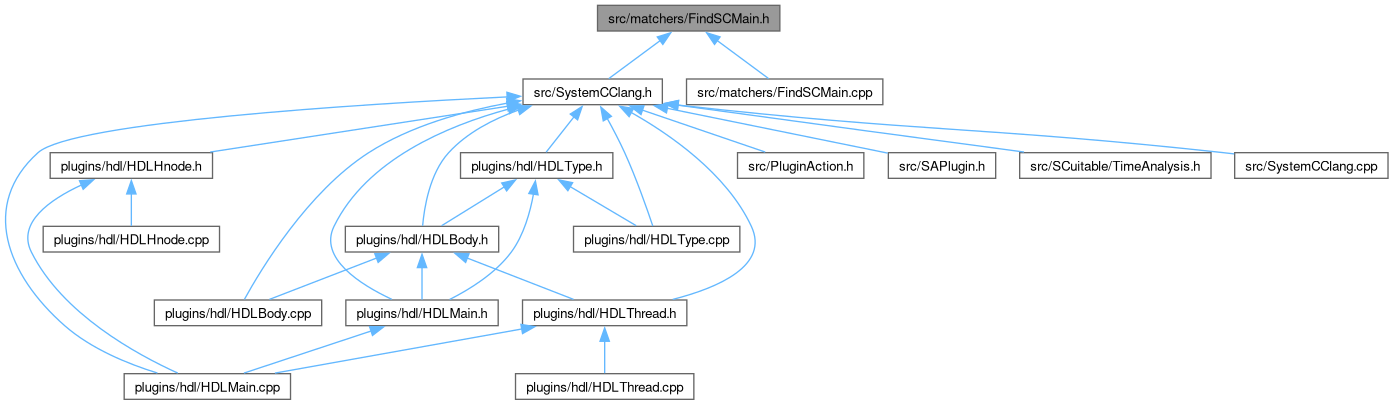 src/matchers/FindSCMain.h
src/SystemCClang.h
src/matchers/FindSCMain.cpp
plugins/hdl/HDLHnode.h
plugins/hdl/HDLType.h
src/PluginAction.h
src/SAPlugin.h
src/SCuitable/TimeAnalysis.h
src/SystemCClang.cpp
plugins/hdl/HDLHnode.cpp
plugins/hdl/HDLBody.h
plugins/hdl/HDLType.cpp
plugins/hdl/HDLBody.cpp
plugins/hdl/HDLMain.h
plugins/hdl/HDLThread.h
plugins/hdl/HDLMain.cpp
plugins/hdl/HDLThread.cpp